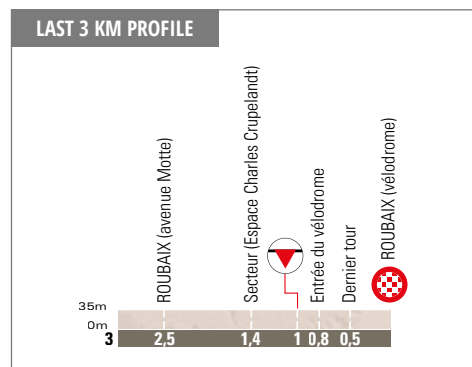 LAST 3 KM PROFILE
ROUBAIX (avenue Motte)
Secteur (Espace Charles Crupelandt)
Entrée du vélodrome
Dernier tour
ROUBAIX (vélodrome)
35m
0m
3 2,5 1,4 1 0,8 0,5